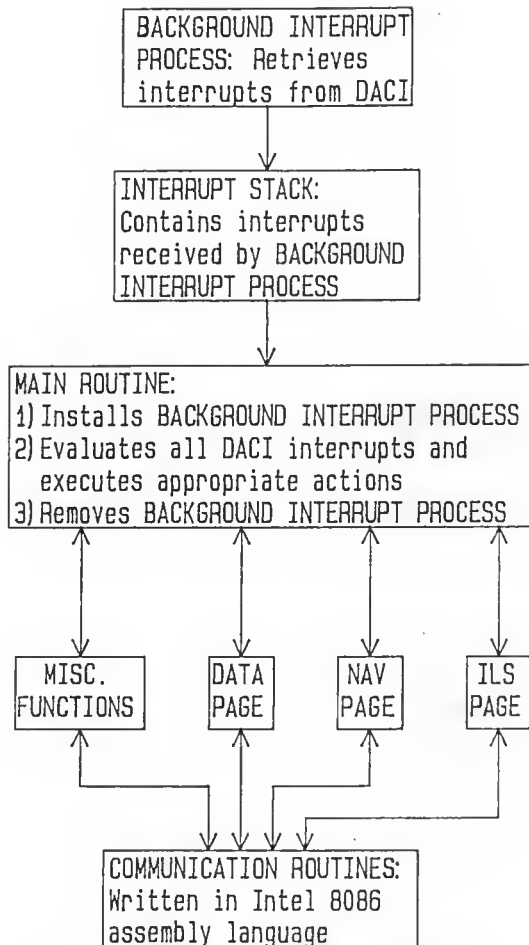 BACKGROUND INTERRUPT
PROCESS: Retrieves
interrupts from DACI
INTERRUPT STACK:
Contains interrupts
received by BACKGROUND
INTERRUPT PROCESS
MAIN ROUTINE:
1) Installs BACKGROUND INTERRUPT PROCESS
2) Evaluates all DACI interrupts and
executes appropriate actions
3) Removes BACKGROUND INTERRUPT PROCESS
MISC.
FUNCTIONS
DATA
PAGE
NAV
PAGE
ILS
PAGE
COMMUNICATION ROUTINES:
Written in Intel 8086
assembly language